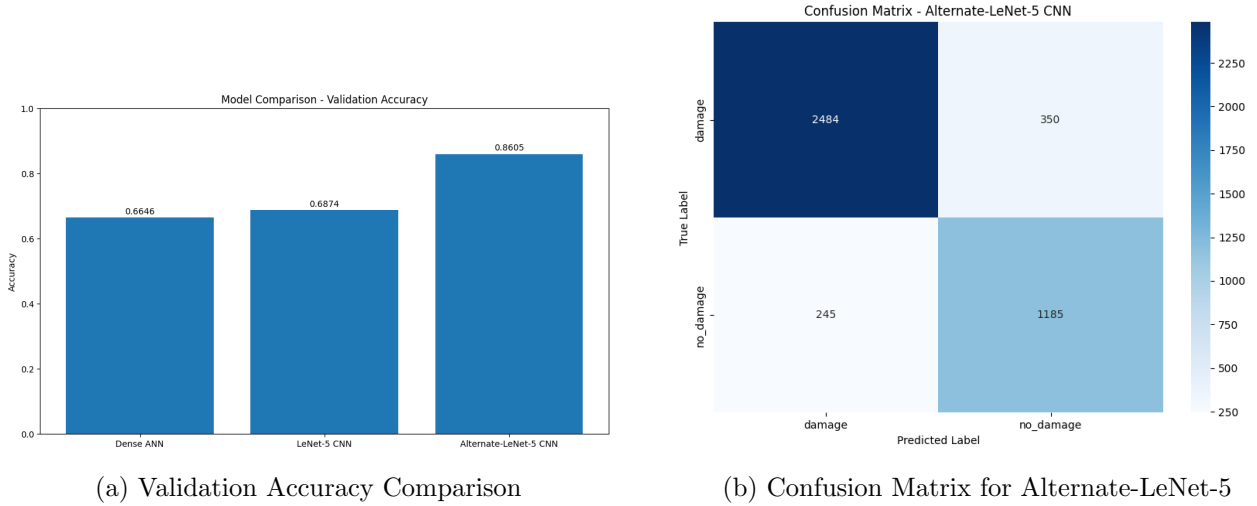 Model Comparison - Validation Accuracy
1.0
0.8
0.6
0.4
0.2
0.0
Accuracy
0.6646
0.6874
0.8605
Dense ANN
LeNet-5 CNN
Alternate-LeNet-5 CNN
(a) Validation Accuracy Comparison
Confusion Matrix - Alternate-LeNet-5 CNN
True Label
damage
no_damage
2484
350
245
1185
damage
no_damage
Predicted Label
2250
2000
1750
1500
1250
1000
750
500
250
(b) Confusion Matrix for Alternate-LeNet-5